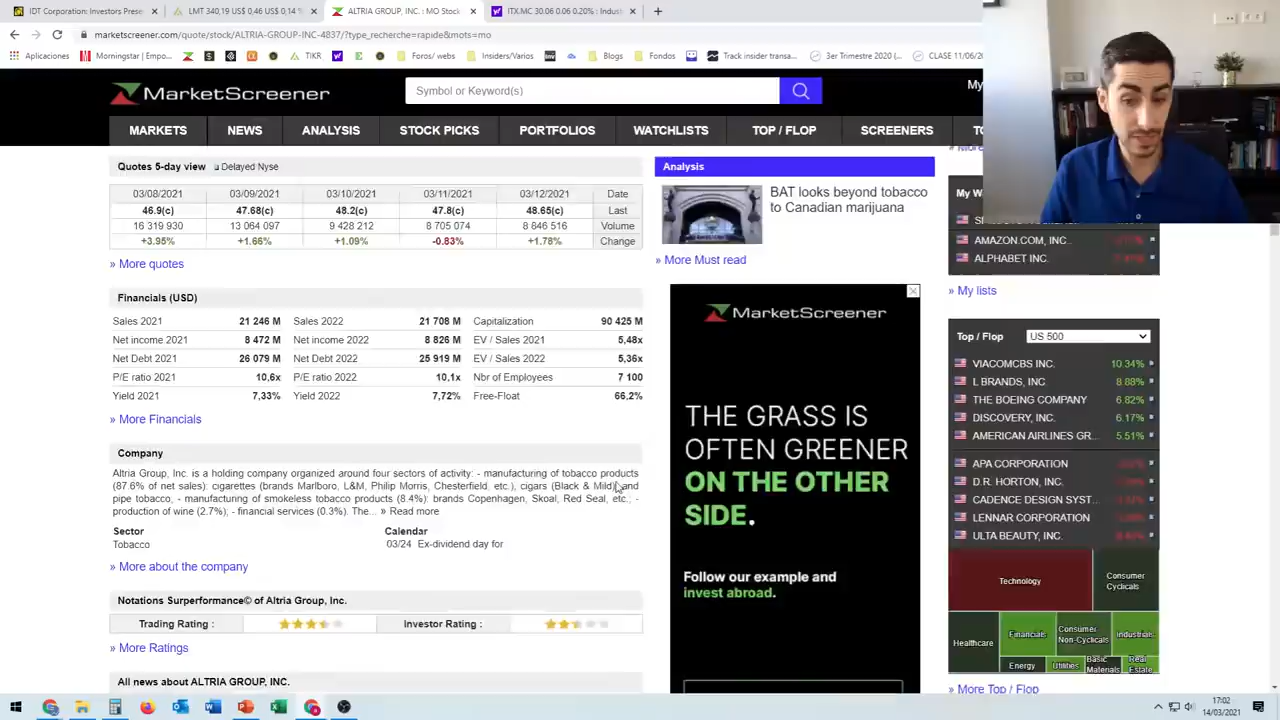 IDT Corporation: Investors Prese
LMT 340,19 US$ 0,46 US$ 0.14 %
ALTRIA GROUP, INC. : MO Stock
ITX.MC 30.06 0.06 0.20% : Indust
marketscreener.com/quote/stock/ALTRIA-GROUP-INC-4837/?type_recherche=rapide&mots=mo
Aplicaciones
Morningstar | Empo...
TIKR
Fondos/ webs
Insiders/Varios
Blogs
Fondos
Track insider transa...
3er Trimestre 2020 (...
CLASE 11/06/
MarketScreener
Symbol or Keyword(s)
My
MARKETS NEWS ANALYSIS STOCK PICKS PORTFOLIOS WATCHLISTS TOP / FLOP SCREENERS
Quotes 5-day view Delayed Nyse
03/08/2021 03/09/2021 03/10/2021 03/11/2021 03/12/2021 Date
46.9(c) 47.68(c) 48.2(c) 47.8(c) 48.65(c) Last
16 319 930 13 064 097 9 428 212 8 705 074 8 846 516 Volume
+3.95% +1.66% +1.09% -0.83% +1.78% Change
» More quotes
Financials (USD)
Sales 2021 21 246 M Sales 2022 21 708 M Capitalization 90 425 M
Net income 2021 8 472 M Net income 2022 8 826 M EV / Sales 2021 5,48x
Net Debt 2021 26 079 M Net Debt 2022 25 919 M EV / Sales 2022 5,36x
P/E ratio 2021 10,6x P/E ratio 2022 10,1x Nbr of Employees 7 100
Yield 2021 7,33% Yield 2022 7,72% Free-Float 66,2%
» More Financials
Company
Altria Group, Inc. is a holding company organized around four sectors of activity: - manufacturing of tobacco products
(87.6% of net sales): cigarettes (brands Marlboro, L&M, Philip Morris, Chesterfield, etc.), cigars (Black & Mild) and
pipe tobacco, - manufacturing of smokeless tobacco products (8.4%): brands Copenhagen, Skoal, Red Seal, etc.; -
production of wine (2.7%); - financial services (0.3%). The... » Read more
Sector
Tobacco
Calendar
03/24 Ex-dividend day for
» More about the company
Notations Surperformance© of Altria Group, Inc.
Trading Rating :
Investor Rating :
» More Ratings
All news about ALTRIA GROUP, INC.
Analysis
BAT looks beyond tobacco
to Canadian marijuana
» More Must read
MarketScreener
THE GRASS IS
OFTEN GREENER
ON THE OTHER
SIDE.
Follow our example and
invest abroad.
My Wa
AMAZON.COM, INC.
ALPHABET INC.
» My lists
Top / Flop US 500
VIACOMCBS INC. 10.34%
L BRANDS, INC. 8.88%
THE BOEING COMPANY 6.82%
DISCOVERY, INC. 6.17%
AMERICAN AIRLINES GR... 5.51%
APA CORPORATION
D.R. HORTON, INC.
CADENCE DESIGN SYST...
LENNAR CORPORATION
ULTA BEAUTY, INC.
Technology
Consumer
Cyclicals
Healthcare
Financials
Consumer
Non-Cyclicals
Industrials
Energy
Utilities
Basic
Materials
Real
Estate
» More Top / Flop
17:02
14/03/2021